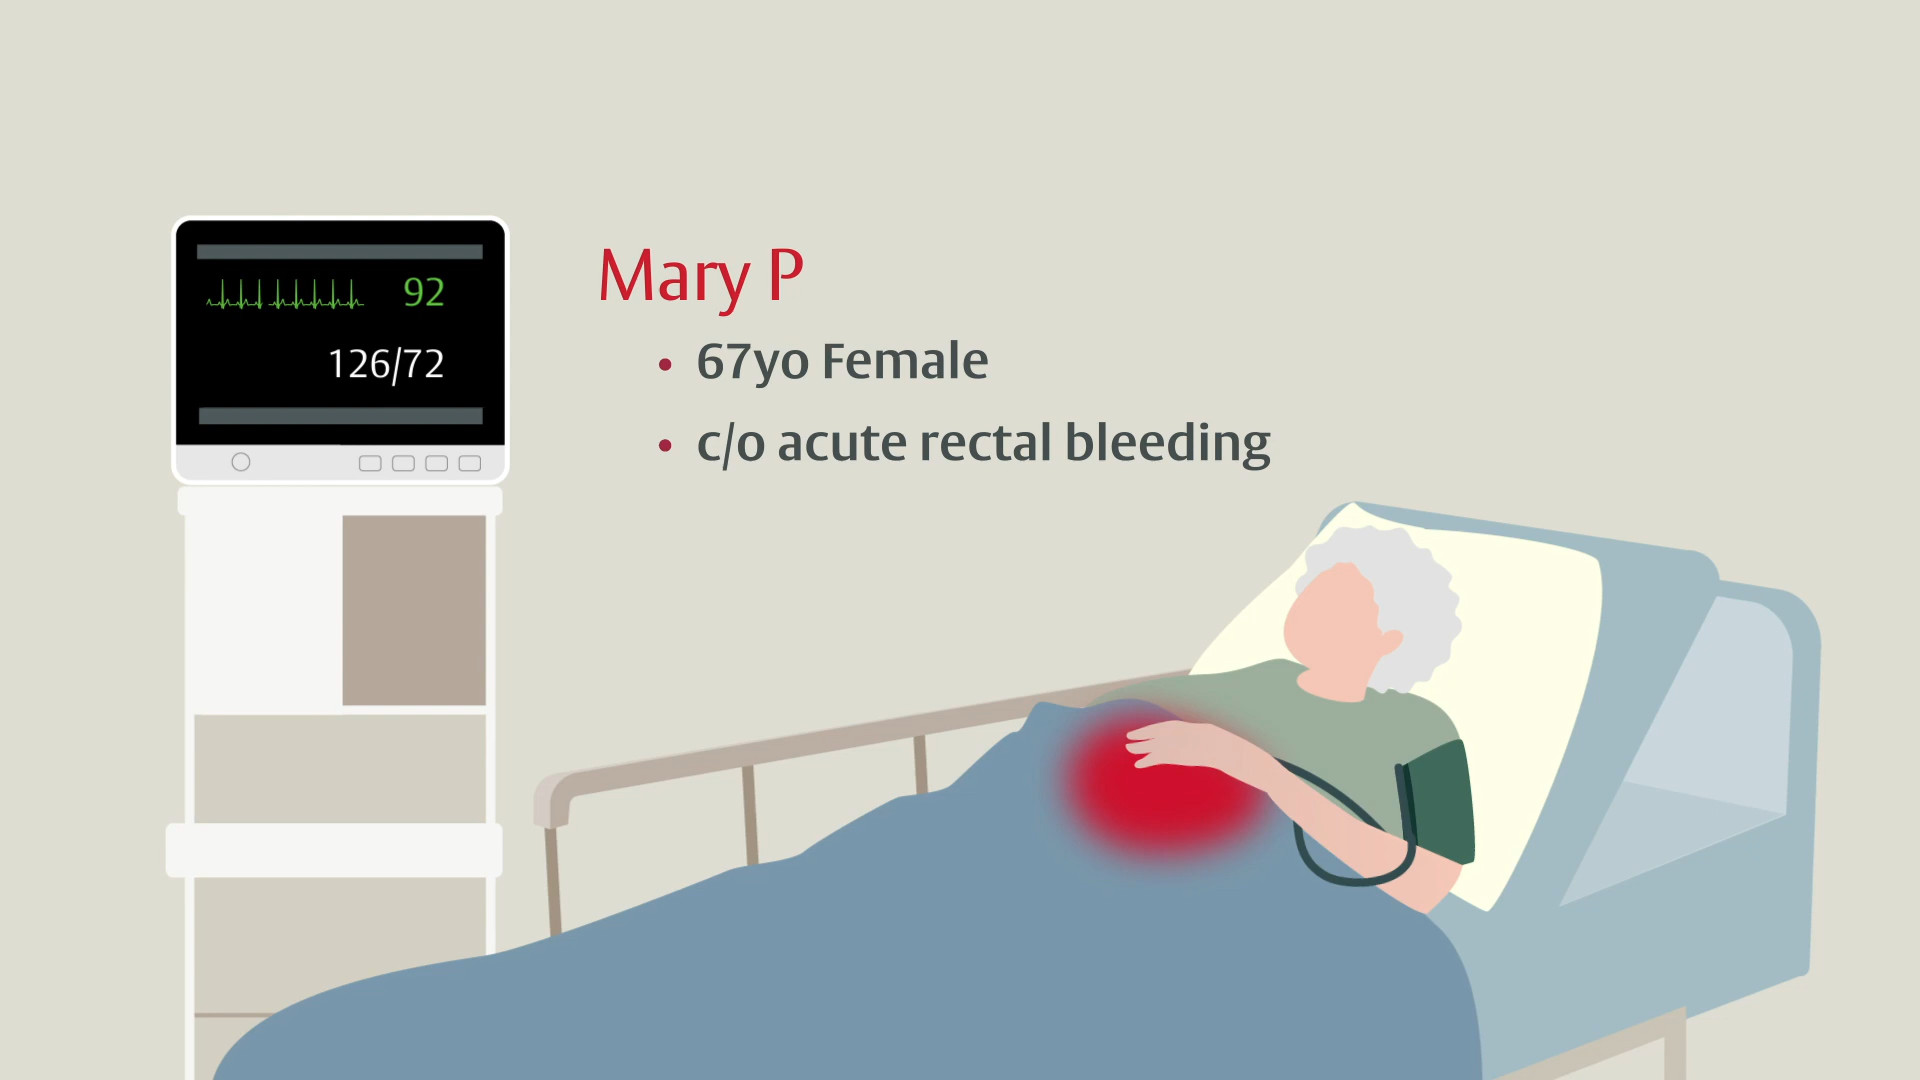 92
126/72
Mary P
• 67yo Female
• c/o acute rectal bleeding